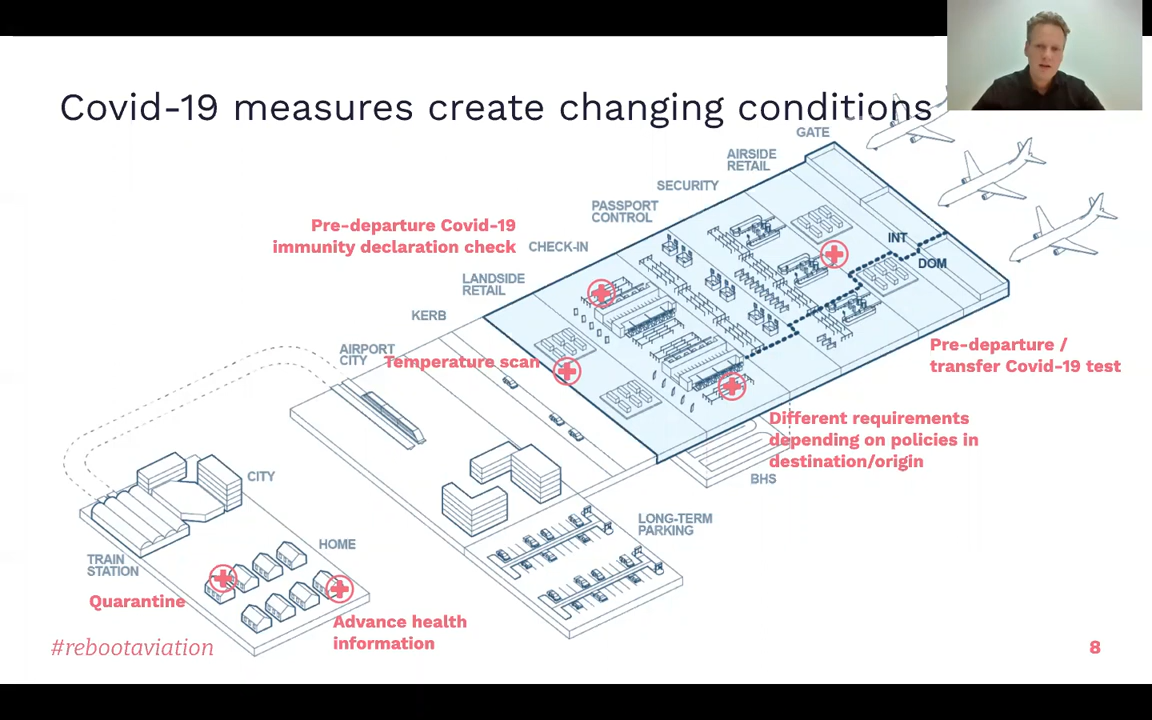 Covid-19 measures create changing conditions
GATE
AIRSIDE
RETAIL
SECURITY
PASSPORT
CONTROL
Pre-departure Covid-19
immunity declaration check
CHECK-IN
INT
DOM
LANDSIDE
RETAIL
KERB
AIRPORT
CITY
Temperature scan
Pre-departure /
transfer Covid-19 test
Different requirements
depending on policies in
destination/origin
BHS
CITY
LONG-TERM
PARKING
HOME
TRAIN
STATION
Quarantine
Advance health
information
#rebootaviation
8